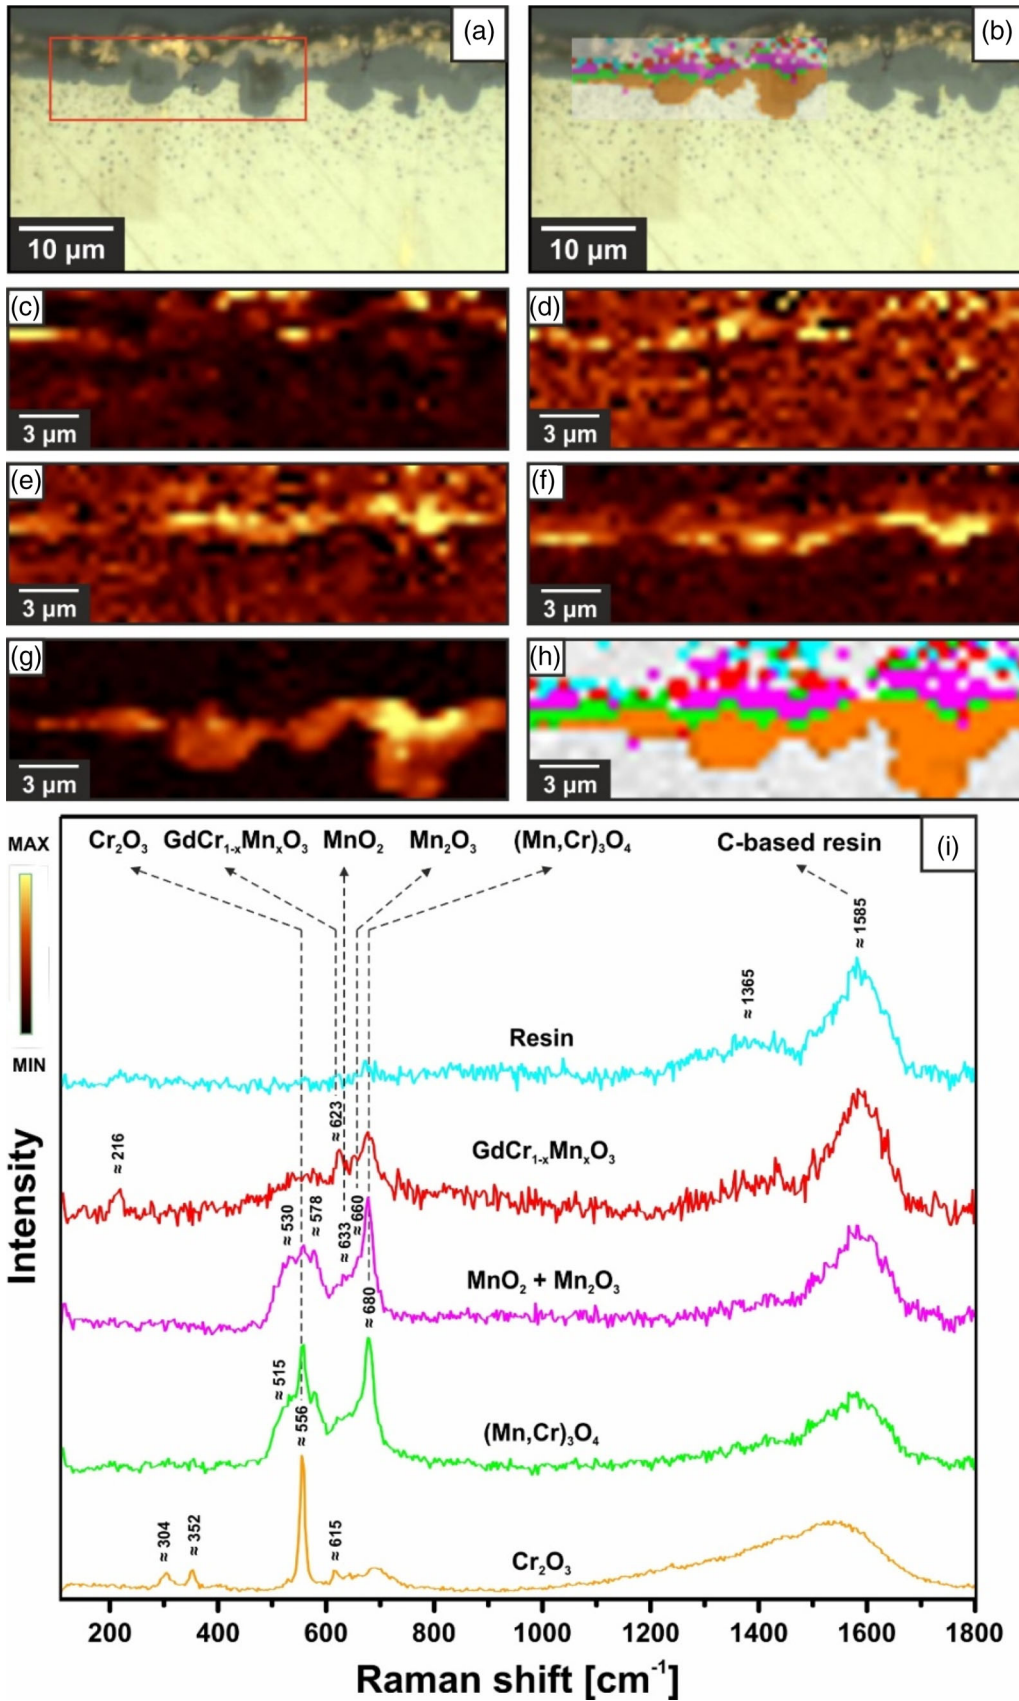 (a)
10 µm
(b)
10 µm
(c)
3 µm
(d)
3 µm
(e)
3 µm
(f)
3 µm
(g)
3 µm
(h)
3 µm
(i)
MAX
MIN
Cr₂O₃ GdCr₁₋ₓMnₓO₃ MnO₂ Mn₂O₃ (Mn,Cr)₃O₄ C-based resin
≈ 1585
≈ 1365
Resin
≈ 623
≈ 216
GdCr₁₋ₓMnₓO₃
≈ 530
≈ 578
≈ 633
≈ 660
MnO₂ + Mn₂O₃
≈ 680
≈ 515
≈ 556
(Mn,Cr)₃O₄
≈ 304
≈ 352
≈ 615
Cr₂O₃
Intensity
200 400 600 800 1000 1200 1400 1600 1800
Raman shift [cm⁻¹]